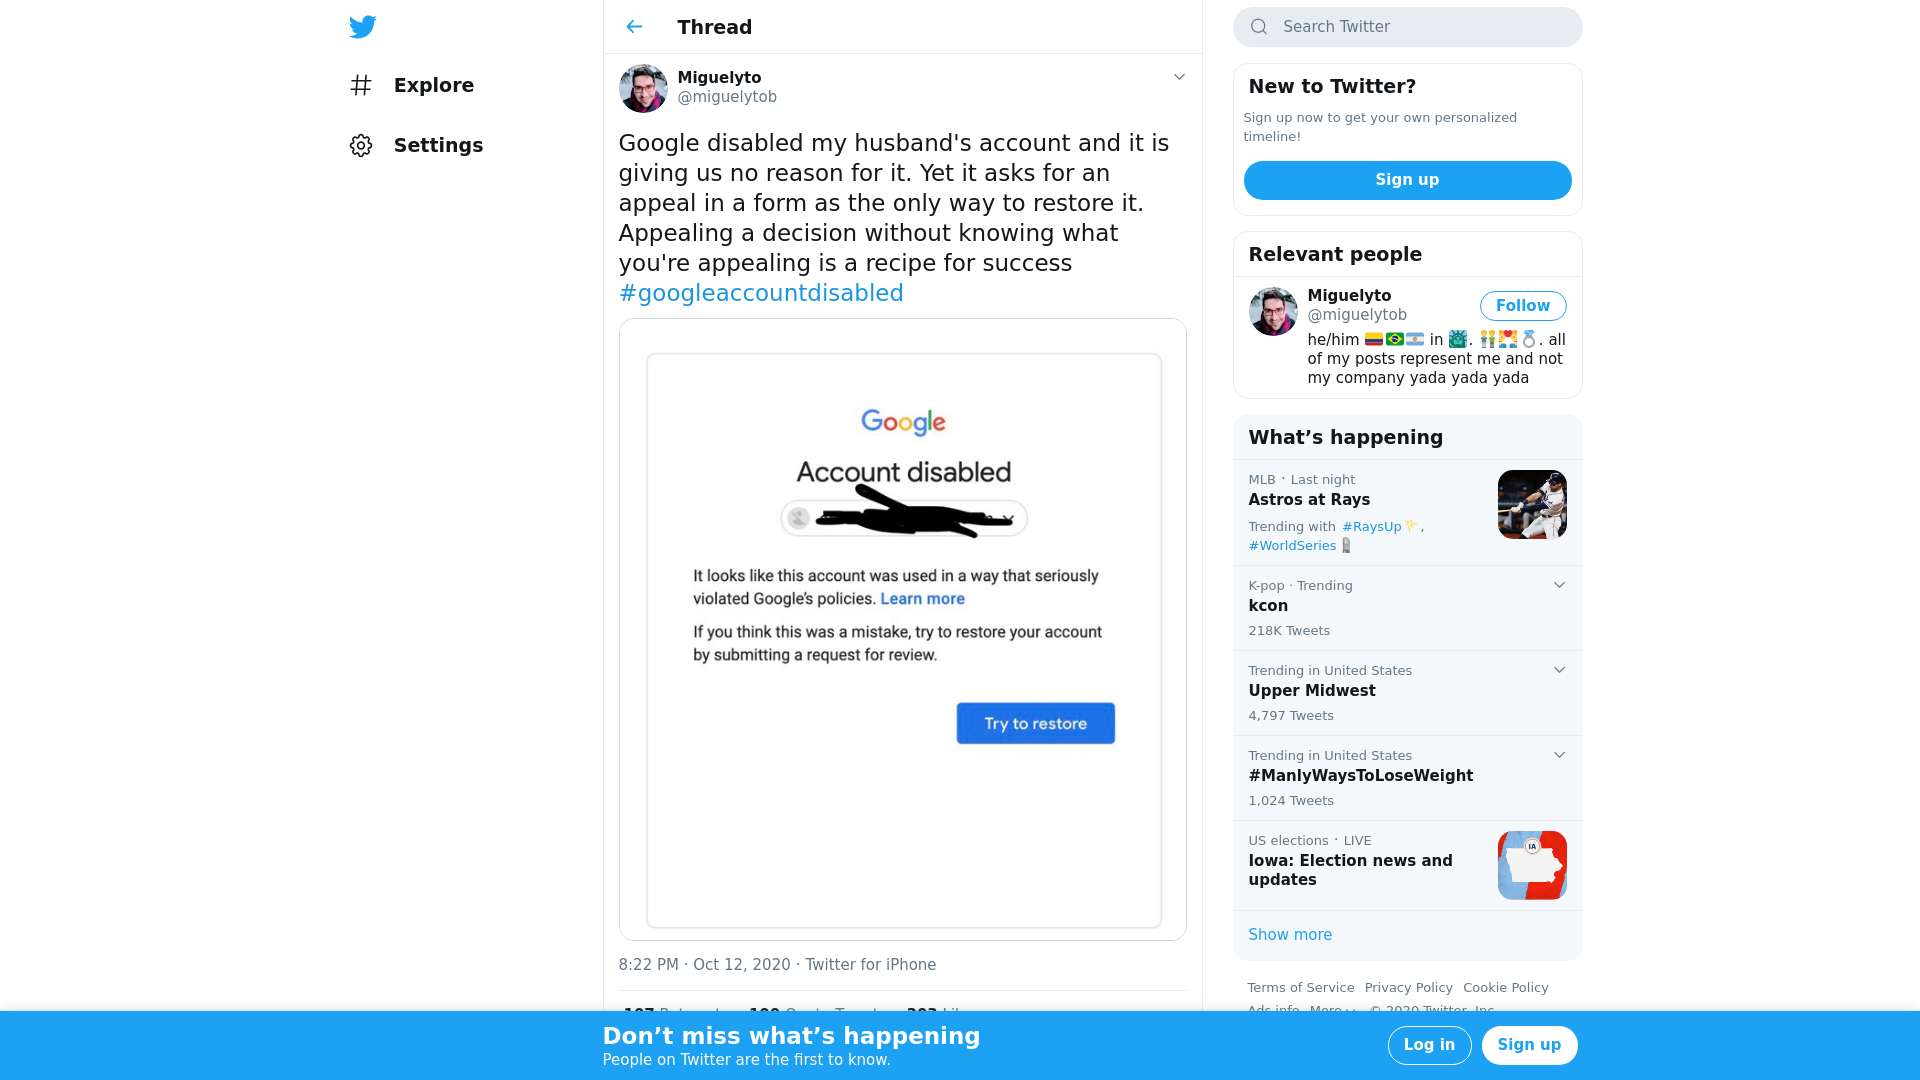 Thread
Explore
Settings
Miguelyto
@miguelytob
Google disabled my husband's account and it is
giving us no reason for it. Yet it asks for an
appeal in a form as the only way to restore it.
Appealing a decision without knowing what
you're appealing is a recipe for success
#googleaccountdisabled
Google
Account disabled
It looks like this account was used in a way that seriously
violated Google's policies. Learn more
If you think this was a mistake, try to restore your account
by submitting a request for review.
Try to restore
8:22 PM · Oct 12, 2020 · Twitter for iPhone
Search Twitter
New to Twitter?
Sign up now to get your own personalized
timeline!
Sign up
Relevant people
Miguelyto
@miguelytob
Follow
he/him 🇨🇴🇧🇷🇦🇷 in 🗽. 👬💏💍. all
of my posts represent me and not
my company yada yada yada
What’s happening
MLB · Last night
Astros at Rays
Trending with #RaysUp,
#WorldSeries
K-pop · Trending
kcon
218K Tweets
Trending in United States
Upper Midwest
4,797 Tweets
Trending in United States
#ManlyWaysToLoseWeight
1,024 Tweets
US elections · LIVE
Iowa: Election news and
updates
IA
Show more
Terms of Service Privacy Policy Cookie Policy
Ads info More © 2020 Twitter, Inc.
Don’t miss what’s happening
People on Twitter are the first to know.
Log in
Sign up